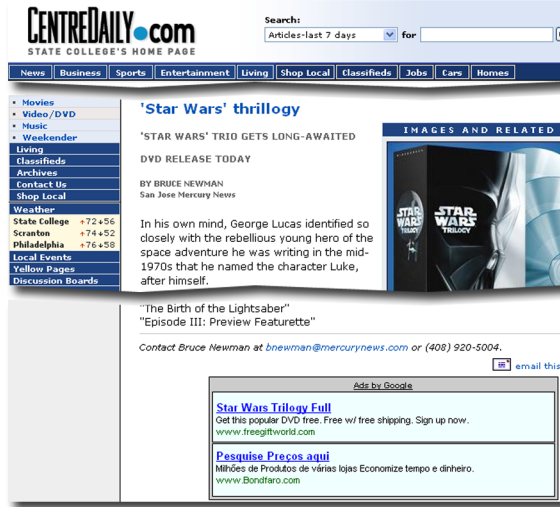 CENTREDAILY.com
STATE COLLEGE'S HOME PAGE
Search:
Articles-last 7 days
for
News Business Sports Entertainment Living Shop Local Classifieds Jobs Cars Homes
Movies
Video/DVD
Music
Weekender
Living
Classifieds
Archives
Contact Us
Shop Local
Weather
State College +72+56
Scranton +74+52
Philadelphia +76+58
Local Events
Yellow Pages
Discussion Boards
'Star Wars' thrillogy
'STAR WARS' TRIO GETS LONG-AWAITED
DVD RELEASE TODAY
BY BRUCE NEWMAN
San Jose Mercury News
In his own mind, George Lucas identified so
closely with the rebellious young hero of the
space adventure he was writing in the mid-
1970s that he named the character Luke,
after himself.
IMAGES AND RELATED
STAR
WARS
TRILOGY
STAR
WARS
TRILOGY
"The Birth of the Lightsaber"
"Episode III: Preview Featurette"
Contact Bruce Newman at bnewman@mercurynews.com or (408) 920-5004.
email this
Ads by Google
Star Wars Trilogy Full
Get this popular DVD free. Free w/ free shipping. Sign up now.
www.freegiftworld.com
Pesquise Preços aqui
Milhões de Produtos de várias lojas Economize tempo e dinheiro.
www.Bondfaro.com